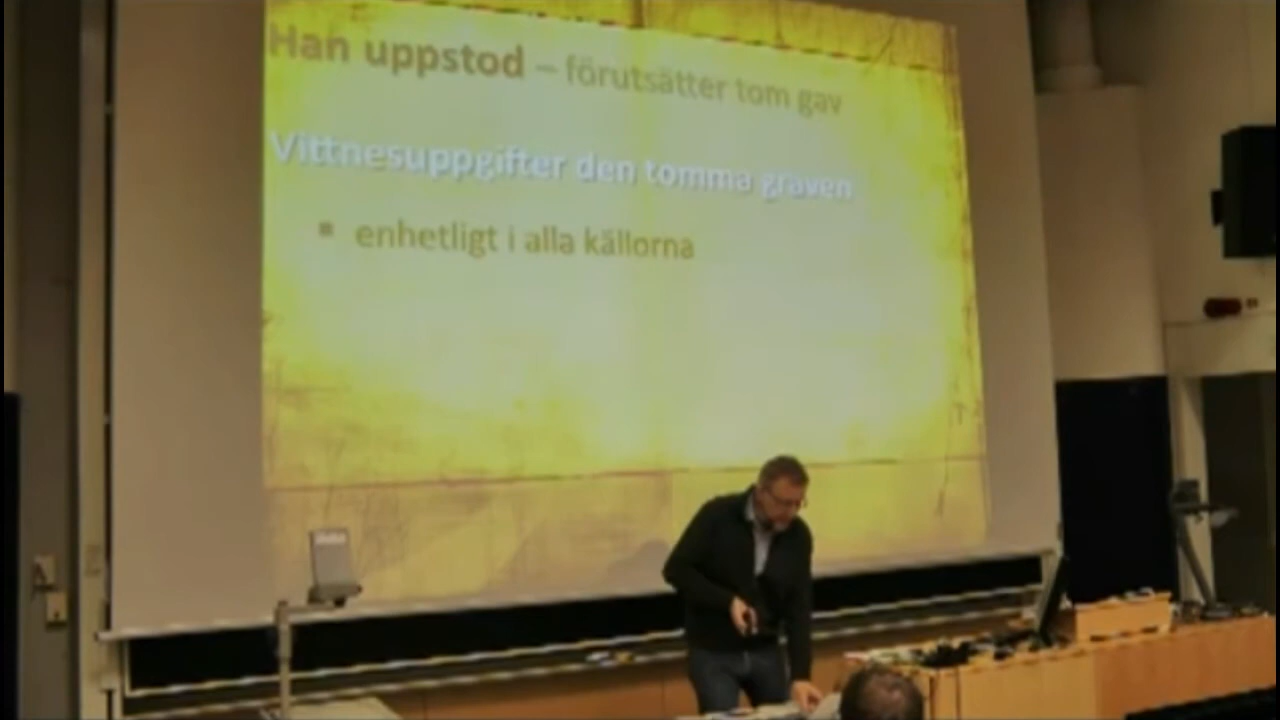 Han uppstod – förutsätter tom gav
Vittnesuppgifter den tomma graven
▪ enhetligt i alla källorna